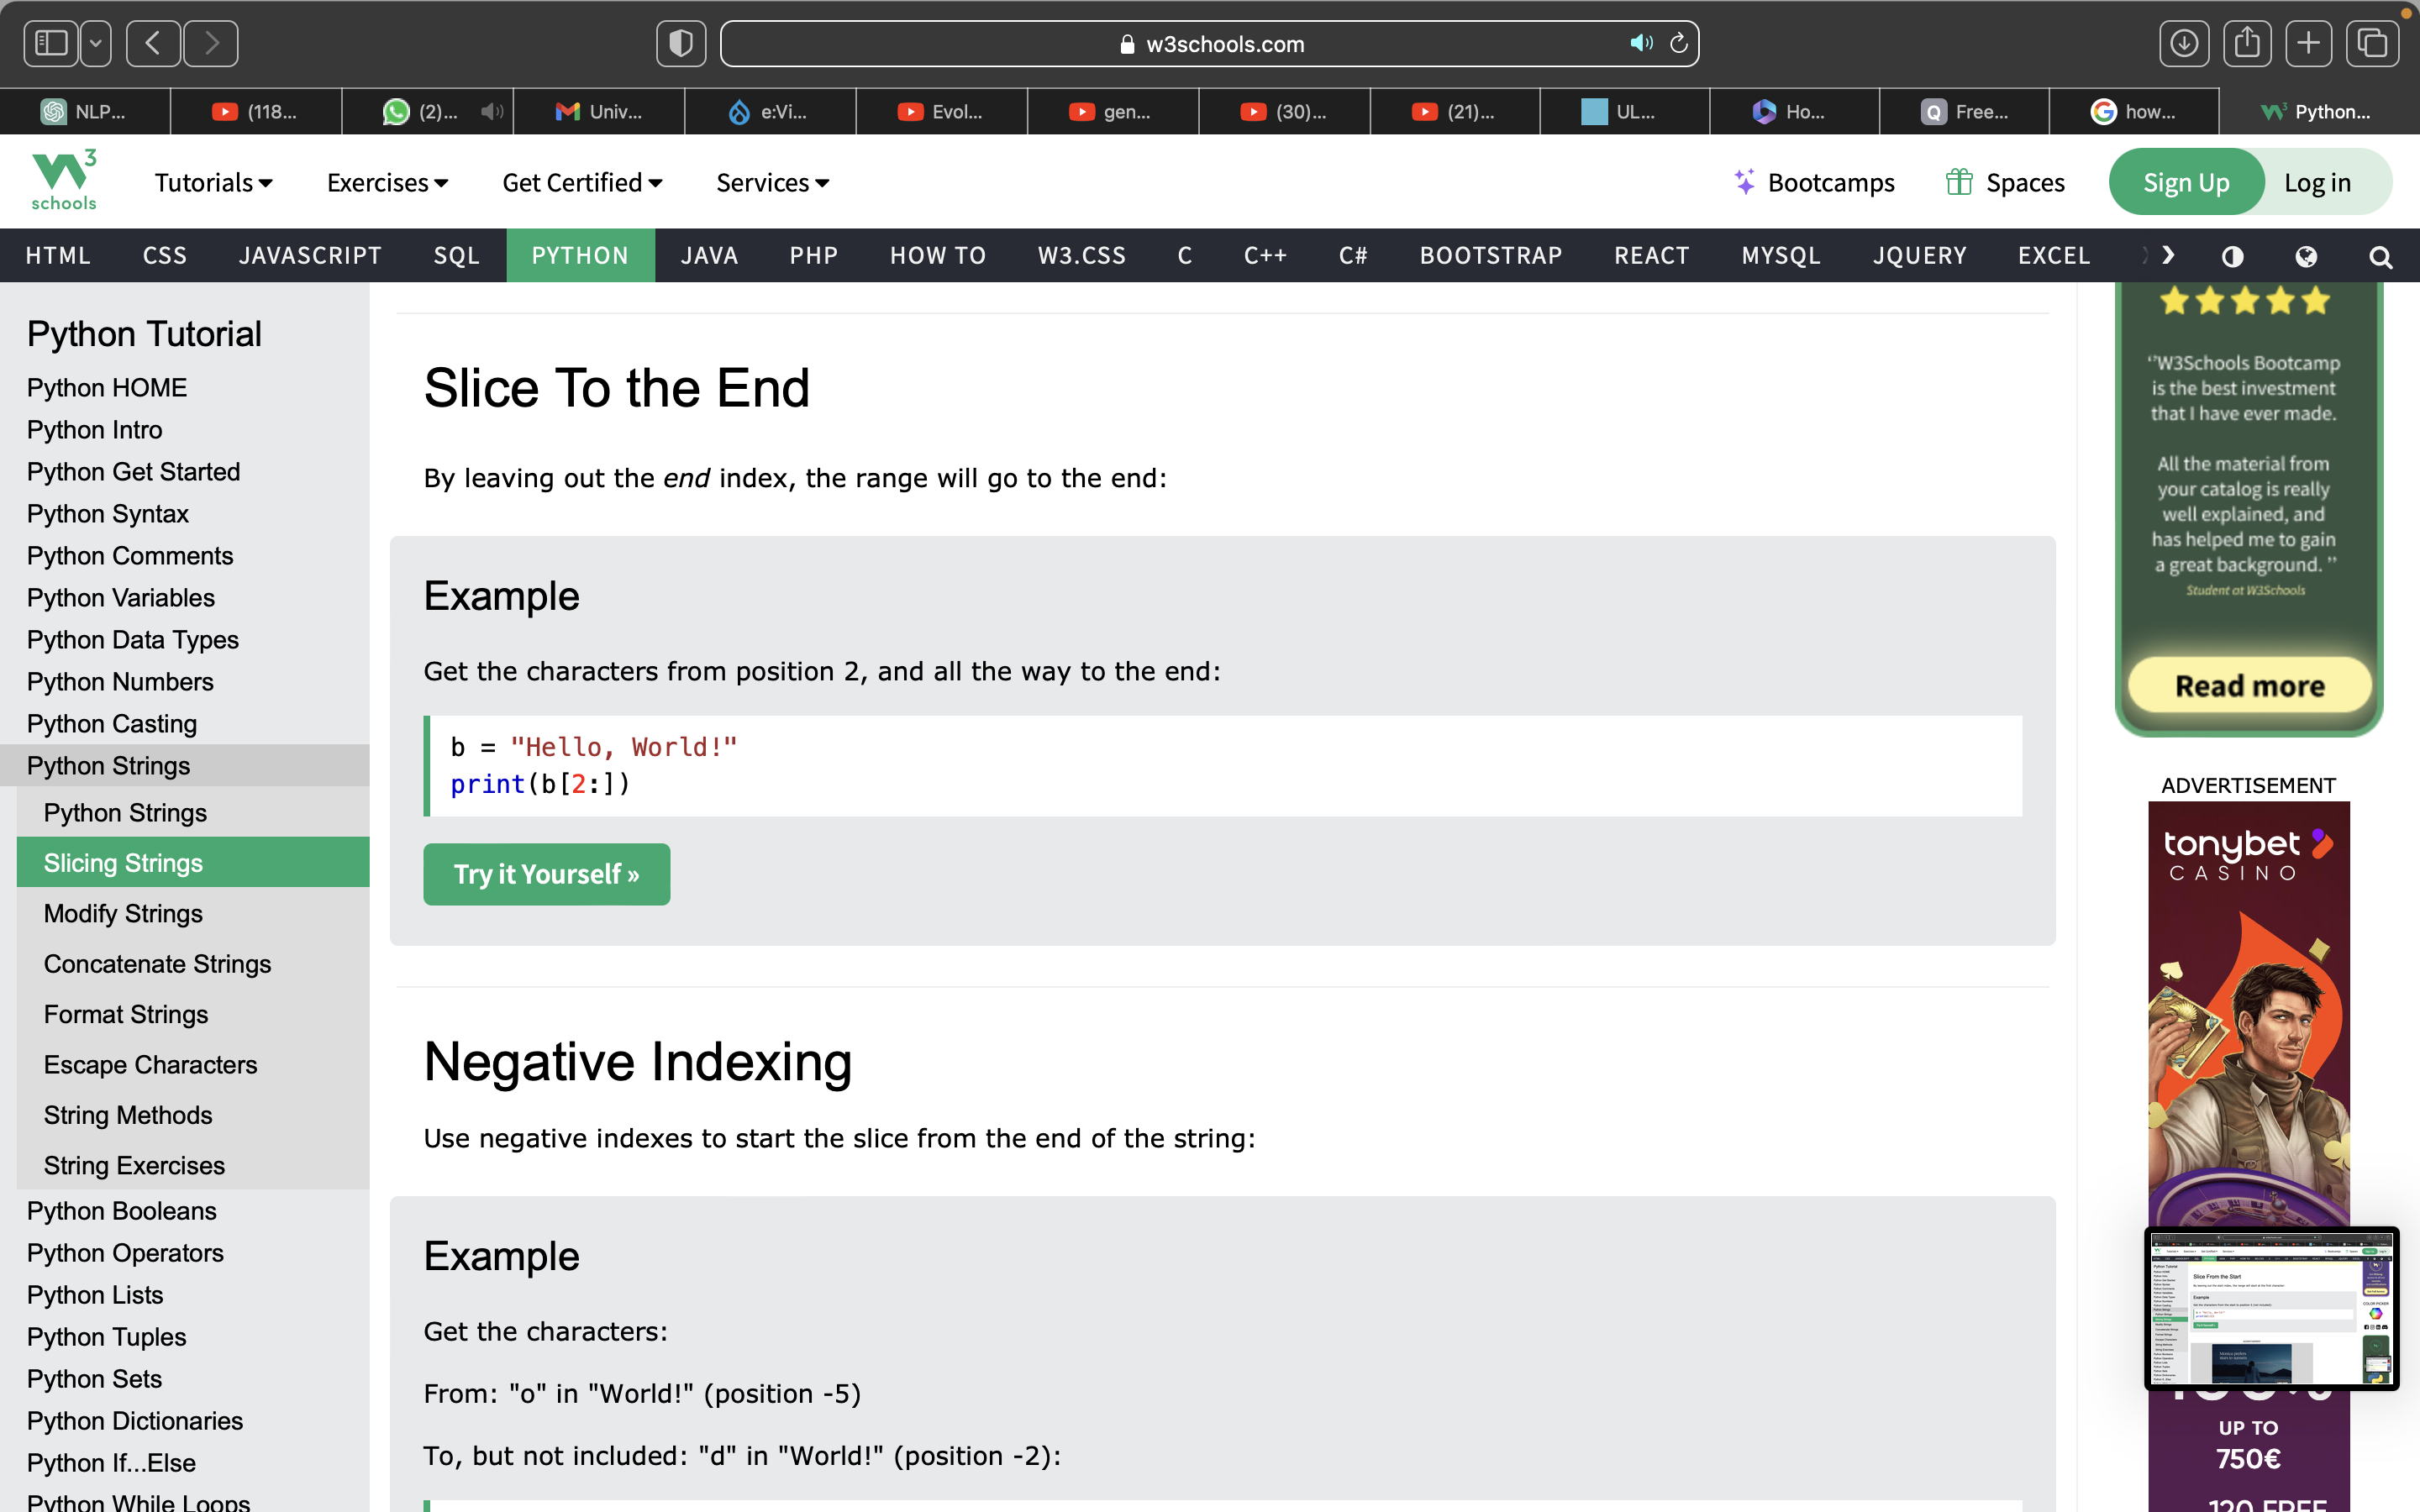 w3schools.com
NLP...
(118...
(2)...
Univ...
e:Vi...
Evol...
gen...
(30)...
(21)...
UL...
Ho...
Free...
how...
Python...
W3 schools
Tutorials
Exercises
Get Certified
Services
Bootcamps
Spaces
Sign Up
Log in
HTML
CSS
JAVASCRIPT
SQL
PYTHON
JAVA
PHP
HOW TO
W3.CSS
C
C++
C#
BOOTSTRAP
REACT
MYSQL
JQUERY
EXCEL
Python Tutorial
Python HOME
Python Intro
Python Get Started
Python Syntax
Python Comments
Python Variables
Python Data Types
Python Numbers
Python Casting
Python Strings
Python Strings
Slicing Strings
Modify Strings
Concatenate Strings
Format Strings
Escape Characters
String Methods
String Exercises
Python Booleans
Python Operators
Python Lists
Python Tuples
Python Sets
Python Dictionaries
Python If...Else
Python While Loops
Slice To the End
By leaving out the end index, the range will go to the end:
Example
Get the characters from position 2, and all the way to the end:
b = "Hello, World!"
print(b[2:])
Try it Yourself »
Negative Indexing
Use negative indexes to start the slice from the end of the string:
Example
Get the characters:
From: "o" in "World!" (position -5)
To, but not included: "d" in "World!" (position -2):
“W3Schools Bootcamp
is the best investment
that I have ever made.
All the material from
your catalog is really
well explained, and
has helped me to gain
a great background. ”
Student at W3Schools
Read more
ADVERTISEMENT
tonybet
CASINO
Slice From the Start
UP TO
750€
120 FREE